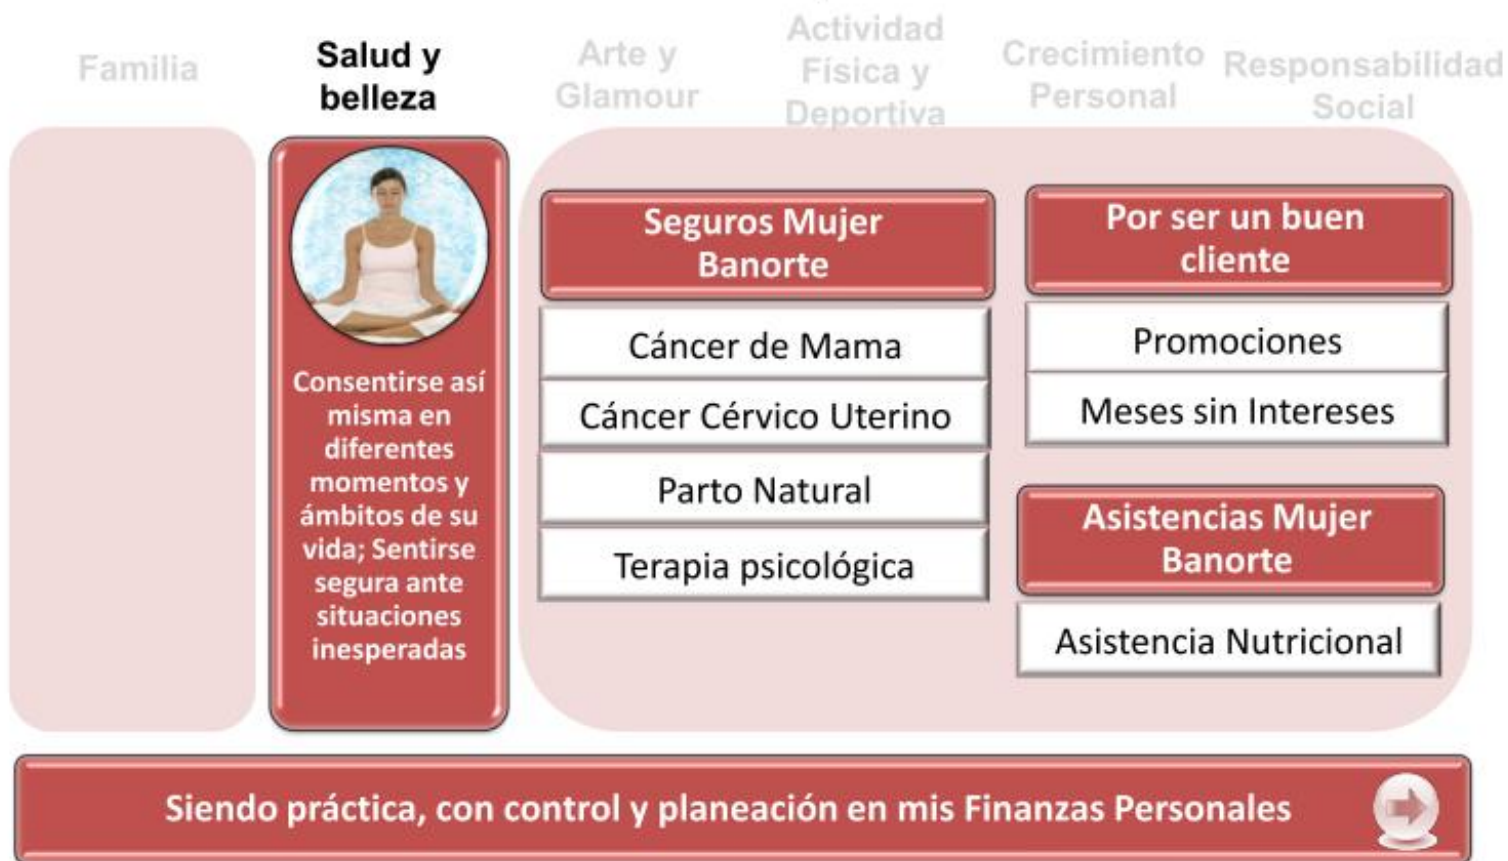 Familia
Salud y
belleza
Arte y
Glamour
Actividad
Física y
Deportiva
Crecimiento
Personal
Responsabilidad
Social
Consentirse así
misma en
diferentes
momentos y
ámbitos de su
vida; Sentirse
segura ante
situaciones
inesperadas
Seguros Mujer
Banorte
Cáncer de Mama
Cáncer Cérvico Uterino
Parto Natural
Terapia psicológica
Por ser un buen
cliente
Promociones
Meses sin Intereses
Asistencias Mujer
Banorte
Asistencia Nutricional
Siendo práctica, con control y planeación en mis Finanzas Personales